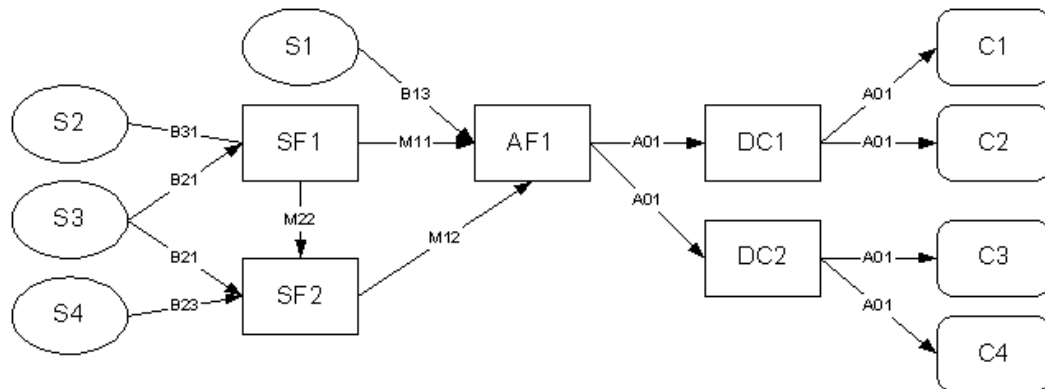 S1
C1
B13
A01
S2
B31
SF1
M11
AF1
A01
DC1
A01
C2
B21
A01
S3
M22
M12
DC2
A01
C3
B21
S4
B23
SF2
A01
C4